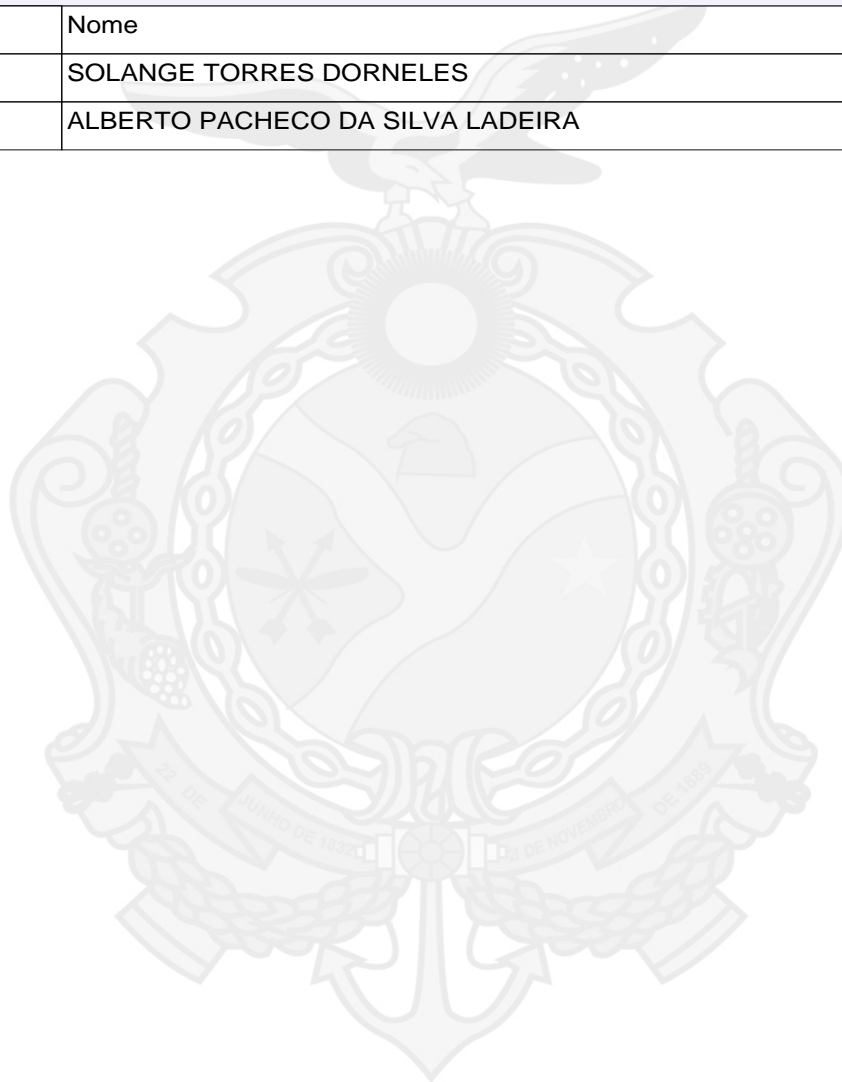 Nome
SOLANGE TORRES DORNELES
ALBERTO PACHECO DA SILVA LADEIRA
22 DE
JUNHO DE 1832
DE NOVEMBRO
DE 1889